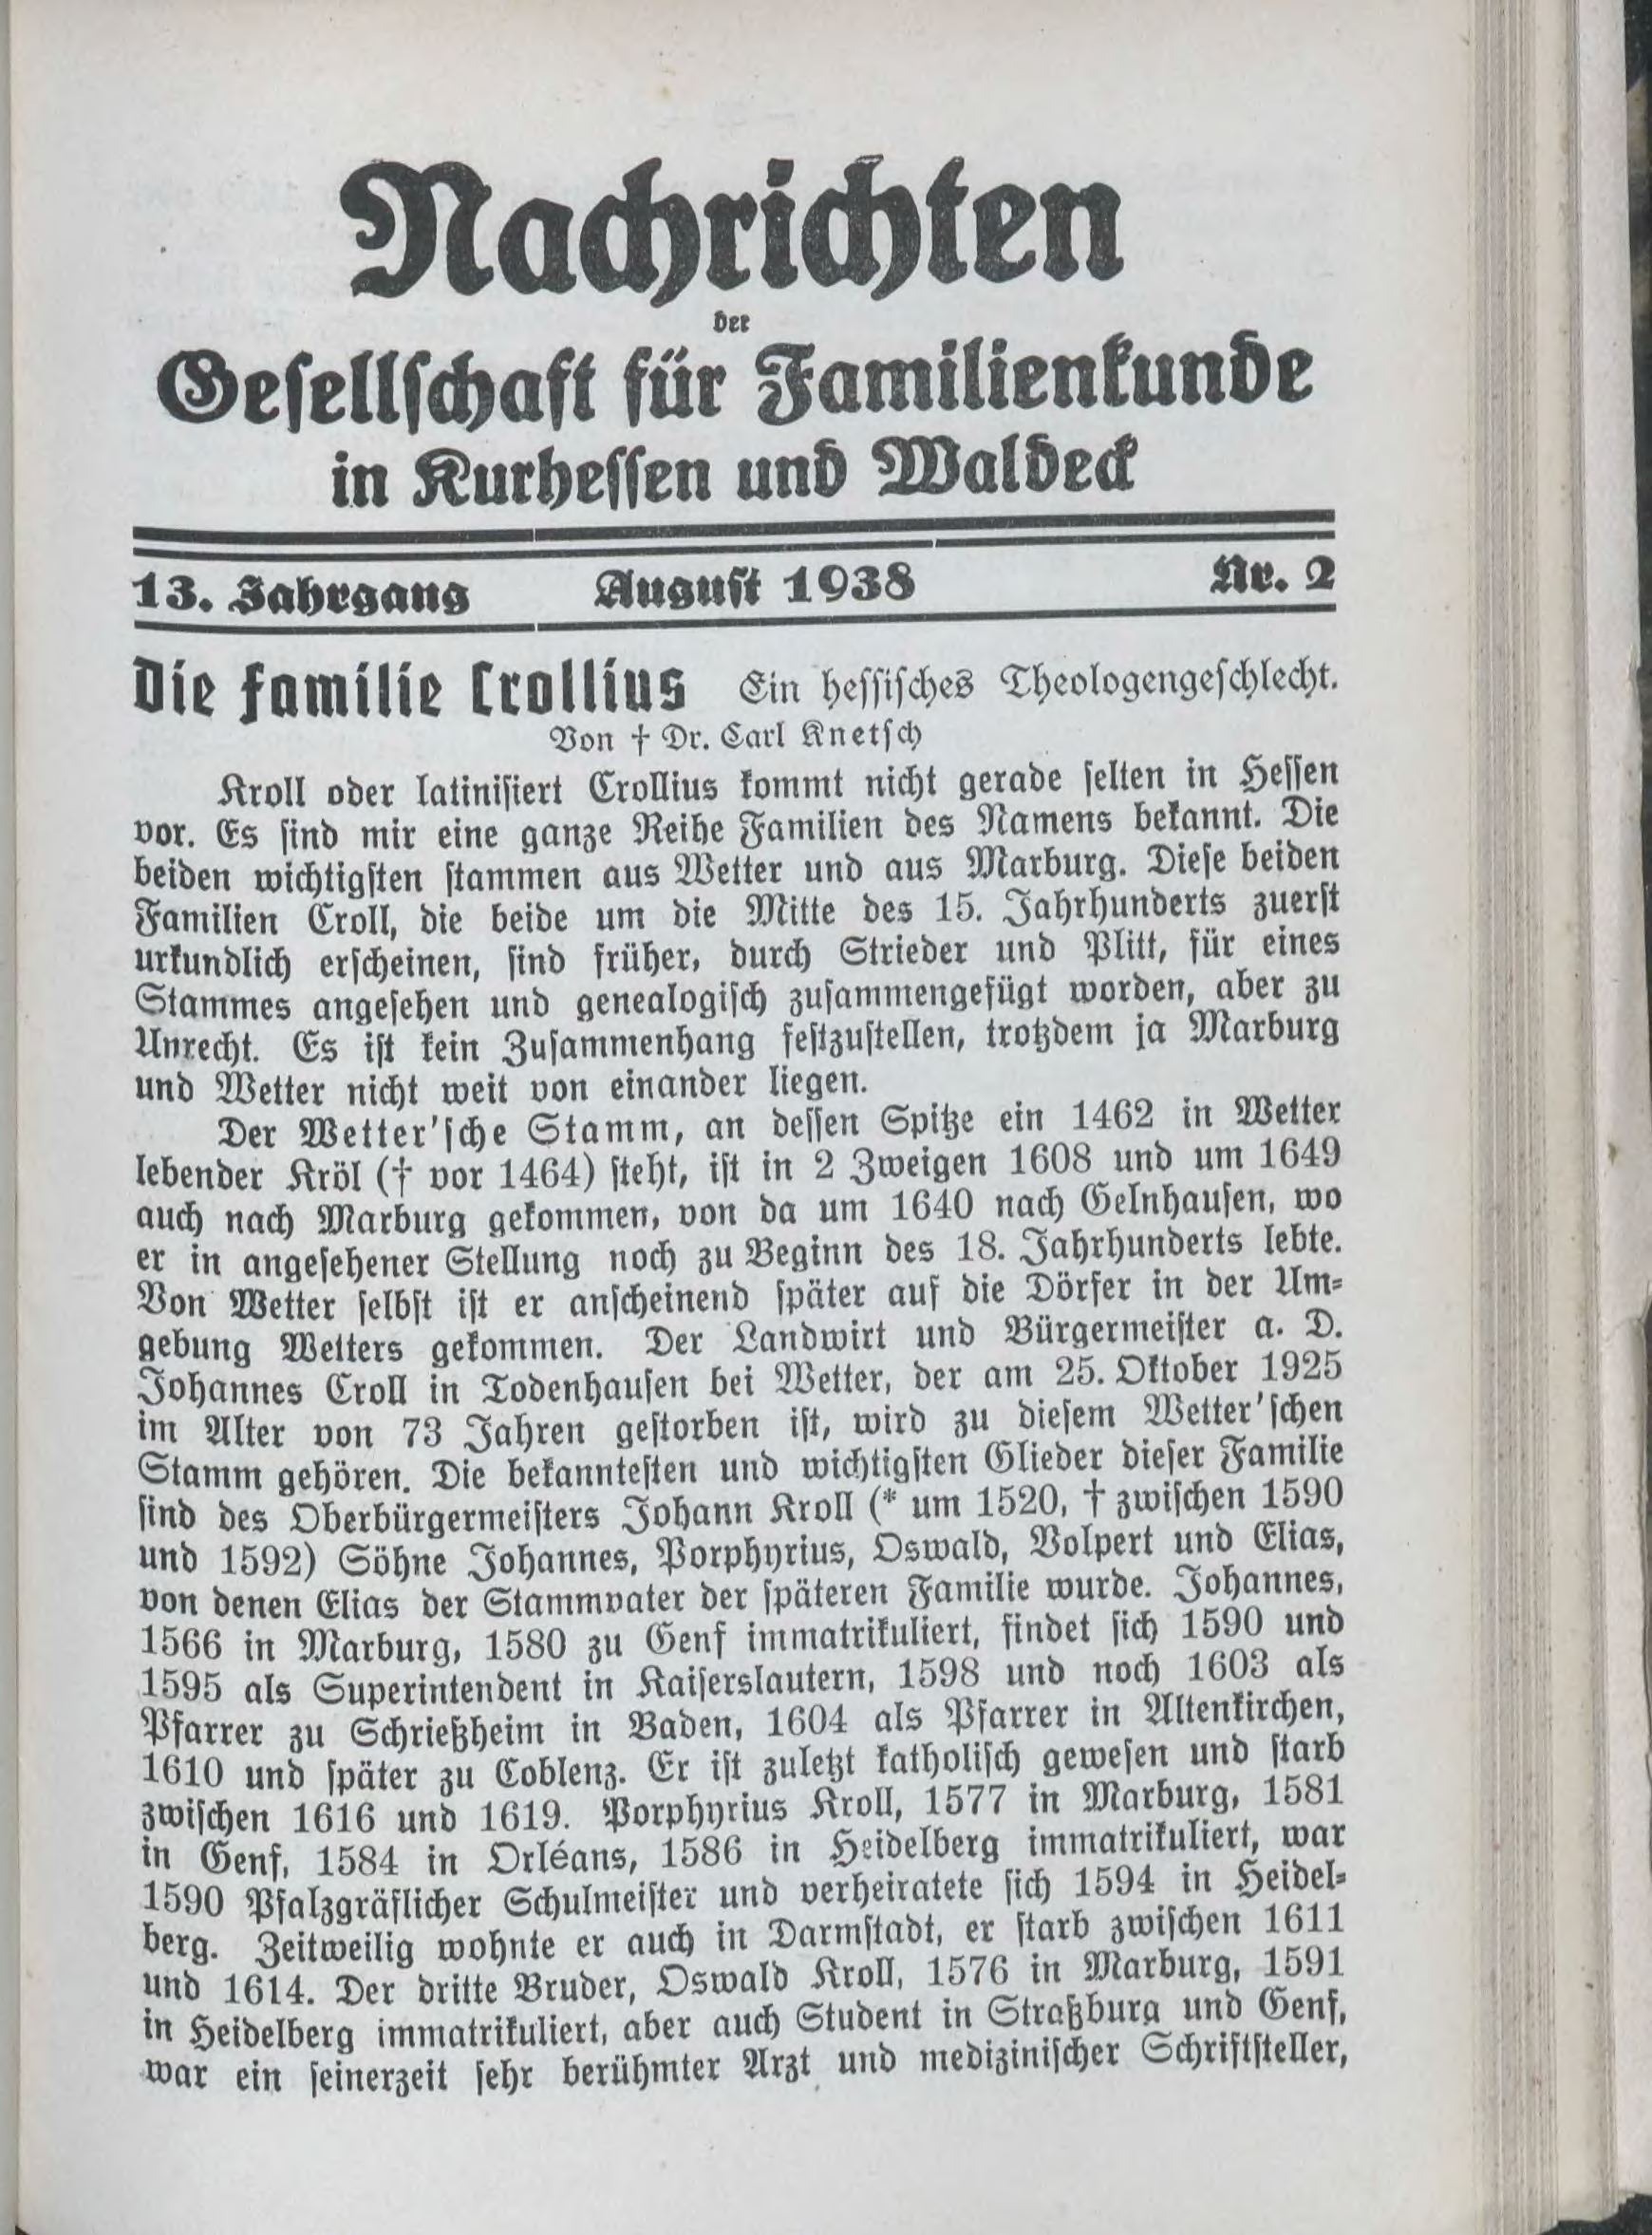 Nachrichten
der
Gesellschaft für Familienkunde
in Kurhessen und Waldeck
13. Jahrgang August 1938 Nr. 2
Die Familie Crollius Ein hessisches Theologengeschlecht.
Von † Dr. Carl Knetsch
Kroll oder latinisiert Crollius kommt nicht gerade selten in Hessen
vor. Es sind mir eine ganze Reihe Familien des Namens bekannt. Die
beiden wichtigsten stammen aus Wetter und aus Marburg. Diese beiden
Familien Croll, die beide um die Mitte des 15. Jahrhunderts zuerst
urkundlich erscheinen, sind früher, durch Strieder und Plitt, für eines
Stammes angesehen und genealogisch zusammengefügt worden, aber zu
Unrecht. Es ist kein Zusammenhang festzustellen, trotzdem ja Marburg
und Wetter nicht weit von einander liegen.
Der Wetter'sche Stamm, an dessen Spitze ein 1462 in Wetter
lebender Kröl († vor 1464) steht, ist in 2 Zweigen 1608 und um 1649
auch nach Marburg gekommen, von da um 1640 nach Gelnhausen, wo
er in angesehener Stellung noch zu Beginn des 18. Jahrhunderts lebte.
Von Wetter selbst ist er anscheinend später auf die Dörfer in der Um-
gebung Wetters gekommen. Der Landwirt und Bürgermeister a. D.
Johannes Croll in Todenhausen bei Wetter, der am 25. Oktober 1925
im Alter von 73 Jahren gestorben ist, wird zu diesem Wetter'schen
Stamm gehören. Die bekanntesten und wichtigsten Glieder dieser Familie
sind des Oberbürgermeisters Johann Kroll (* um 1520, † zwischen 1590
und 1592) Söhne Johannes, Porphyrius, Oswald, Volpert und Elias,
von denen Elias der Stammvater der späteren Familie wurde. Johannes,
1566 in Marburg, 1580 zu Genf immatrikuliert, findet sich 1590 und
1595 als Superintendent in Kaiserslautern, 1598 und noch 1603 als
Pfarrer zu Schrießheim in Baden, 1604 als Pfarrer in Altenkirchen,
1610 und später zu Coblenz. Er ist zuletzt katholisch gewesen und starb
zwischen 1616 und 1619. Porphyrius Kroll, 1577 in Marburg, 1581
in Genf, 1584 in Orléans, 1586 in Heidelberg immatrikuliert, war
1590 Pfalzgräflicher Schulmeister und verheiratete sich 1594 in Heidel-
berg. Zeitweilig wohnte er auch in Darmstadt, er starb zwischen 1611
und 1614. Der dritte Bruder, Oswald Kroll, 1576 in Marburg, 1591
in Heidelberg immatrikuliert, aber auch Student in Straßburg und Genf,
war ein seinerzeit sehr berühmter Arzt und medizinischer Schriftsteller,